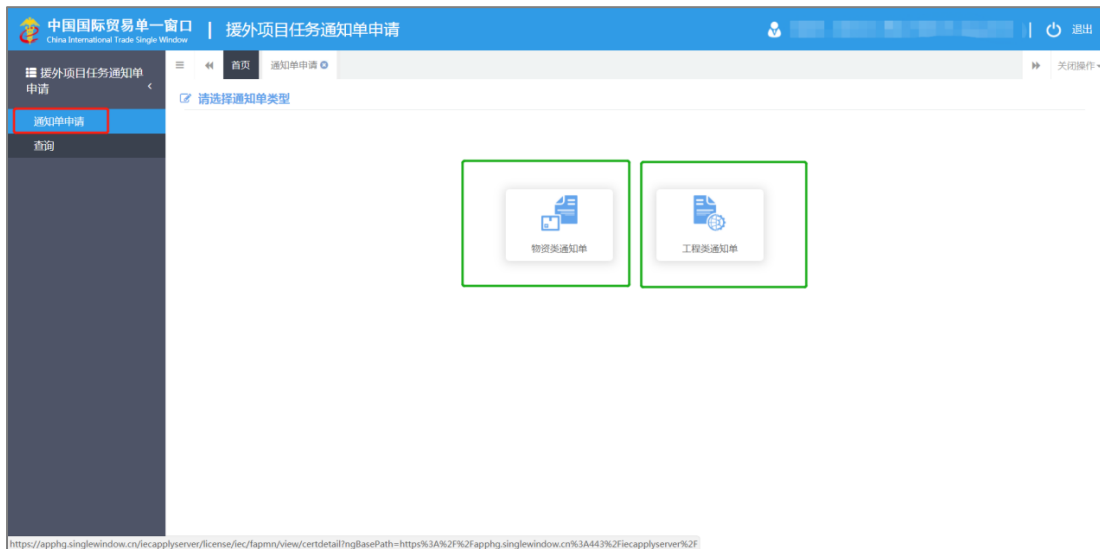 中国国际贸易单一窗口 | 援外项目任务通知单申请
China International Trade Single Window
退出
援外项目任务通知单
申请
首页
通知单申请
关闭操作
请选择通知单类型
通知单申请
查询
物资类通知单
工程类通知单
https://apphg.singlewindow.cn/iecapplyserver/license/iec/fapmn/view/certdetail?ngBasePath=https%3A%2F%2Fapphg.singlewindow.cn%3A443%2Fiecapplyserver%2F